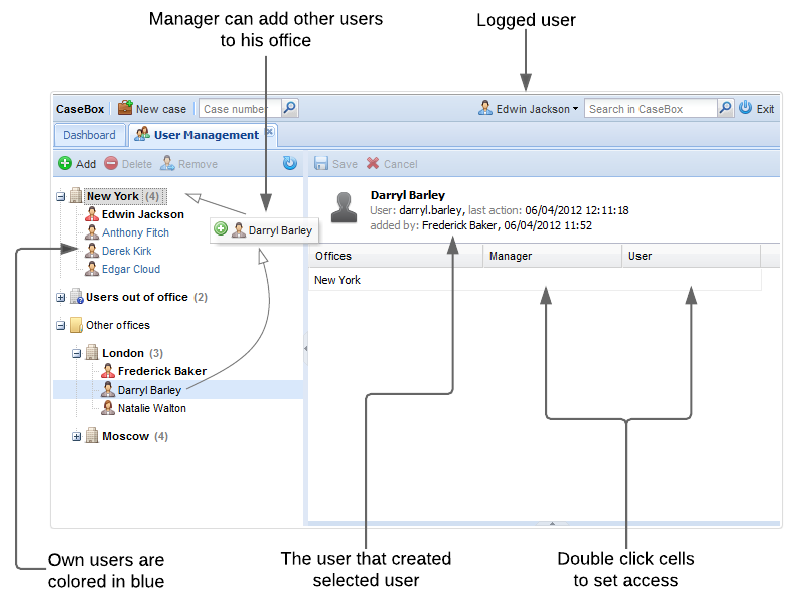 Manager can add other users
to his office
Logged user
CaseBox New case Case number Edwin Jackson Search in CaseBox Exit
Dashboard User Management
Add Delete Remove Save Cancel
New York (4)
Edwin Jackson
Anthony Fitch
Derek Kirk
Edgar Cloud
Users out of office (2)
Other offices
London (3)
Frederick Baker
Darryl Barley
Natalie Walton
Moscow (4)
Darryl Barley
Darryl Barley
User: darryl.barley, last action: 06/04/2012 12:11:18
added by: Frederick Baker, 06/04/2012 11:52
Offices Manager User
New York
Own users are
colored in blue
The user that created
selected user
Double click cells
to set access